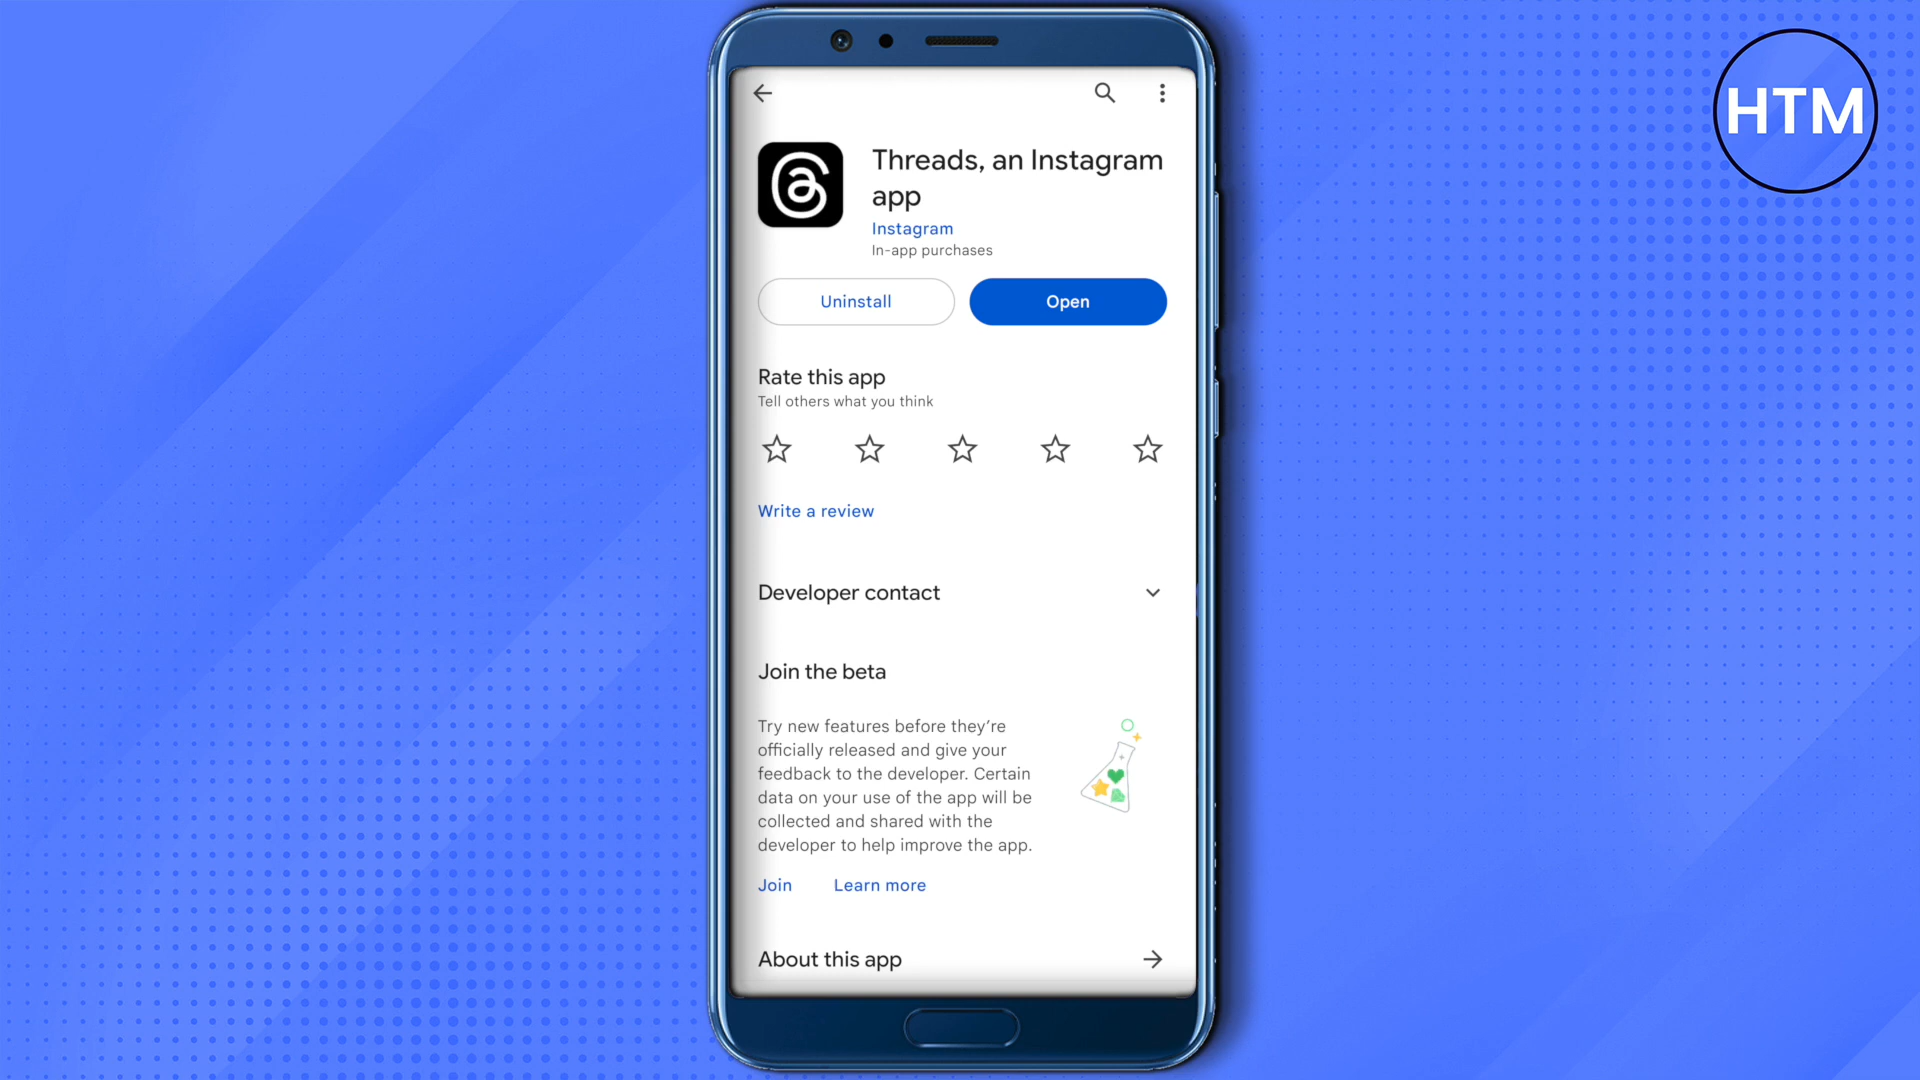 HTM
Threads, an Instagram
app
Instagram
In-app purchases
Uninstall
Open
Rate this app
Tell others what you think
Write a review
Developer contact
Join the beta
Try new features before they’re
officially released and give your
feedback to the developer. Certain
data on your use of the app will be
collected and shared with the
developer to help improve the app.
Join
Learn more
About this app